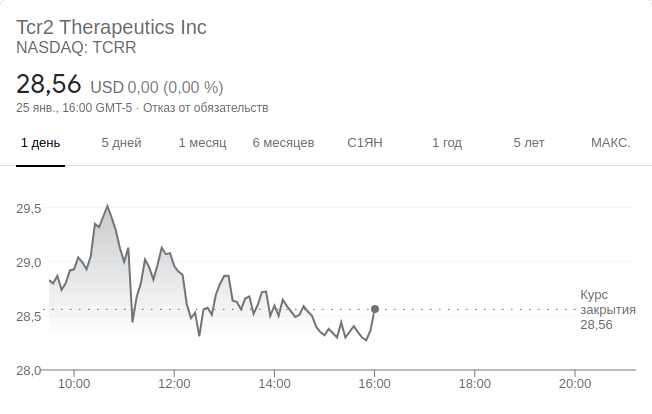 Tcr2 Therapeutics Inc
NASDAQ: TCRR
28,56 USD 0,00 (0,00 %)
25 янв., 16:00 GMT-5 · Отказ от обязательств
1 день 5 дней 1 месяц 6 месяцев С1ЯН 1 год 5 лет МАКС.
29,5
29,0
28,5
28,0
Курс
закрытия
28,56
10:00 12:00 14:00 16:00 18:00 20:00